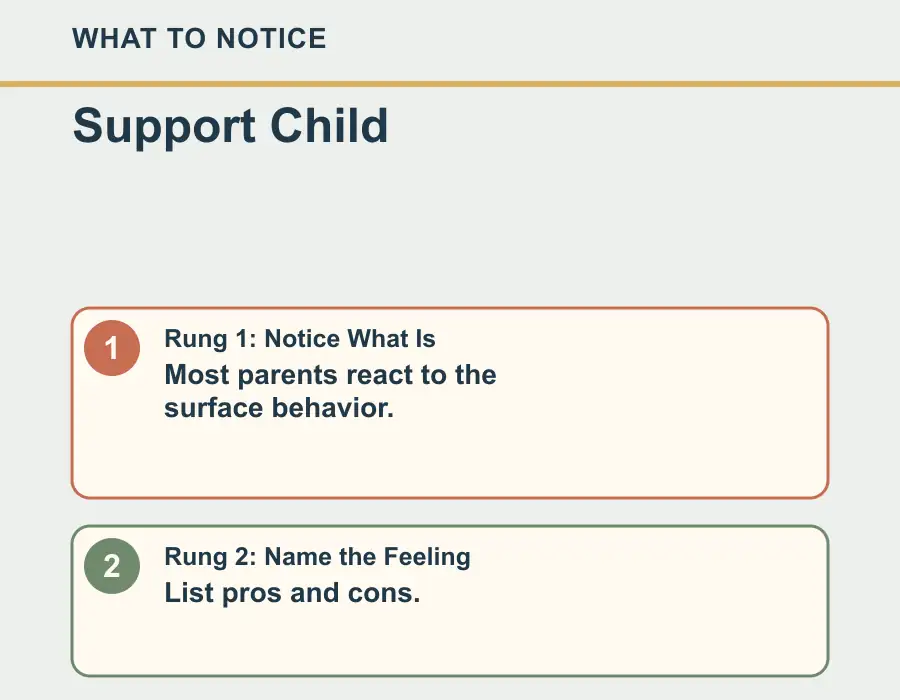 WHAT TO NOTICE
Support Child
1
Rung 1: Notice What Is
Most parents react to the
surface behavior.
2
Rung 2: Name the Feeling
List pros and cons.